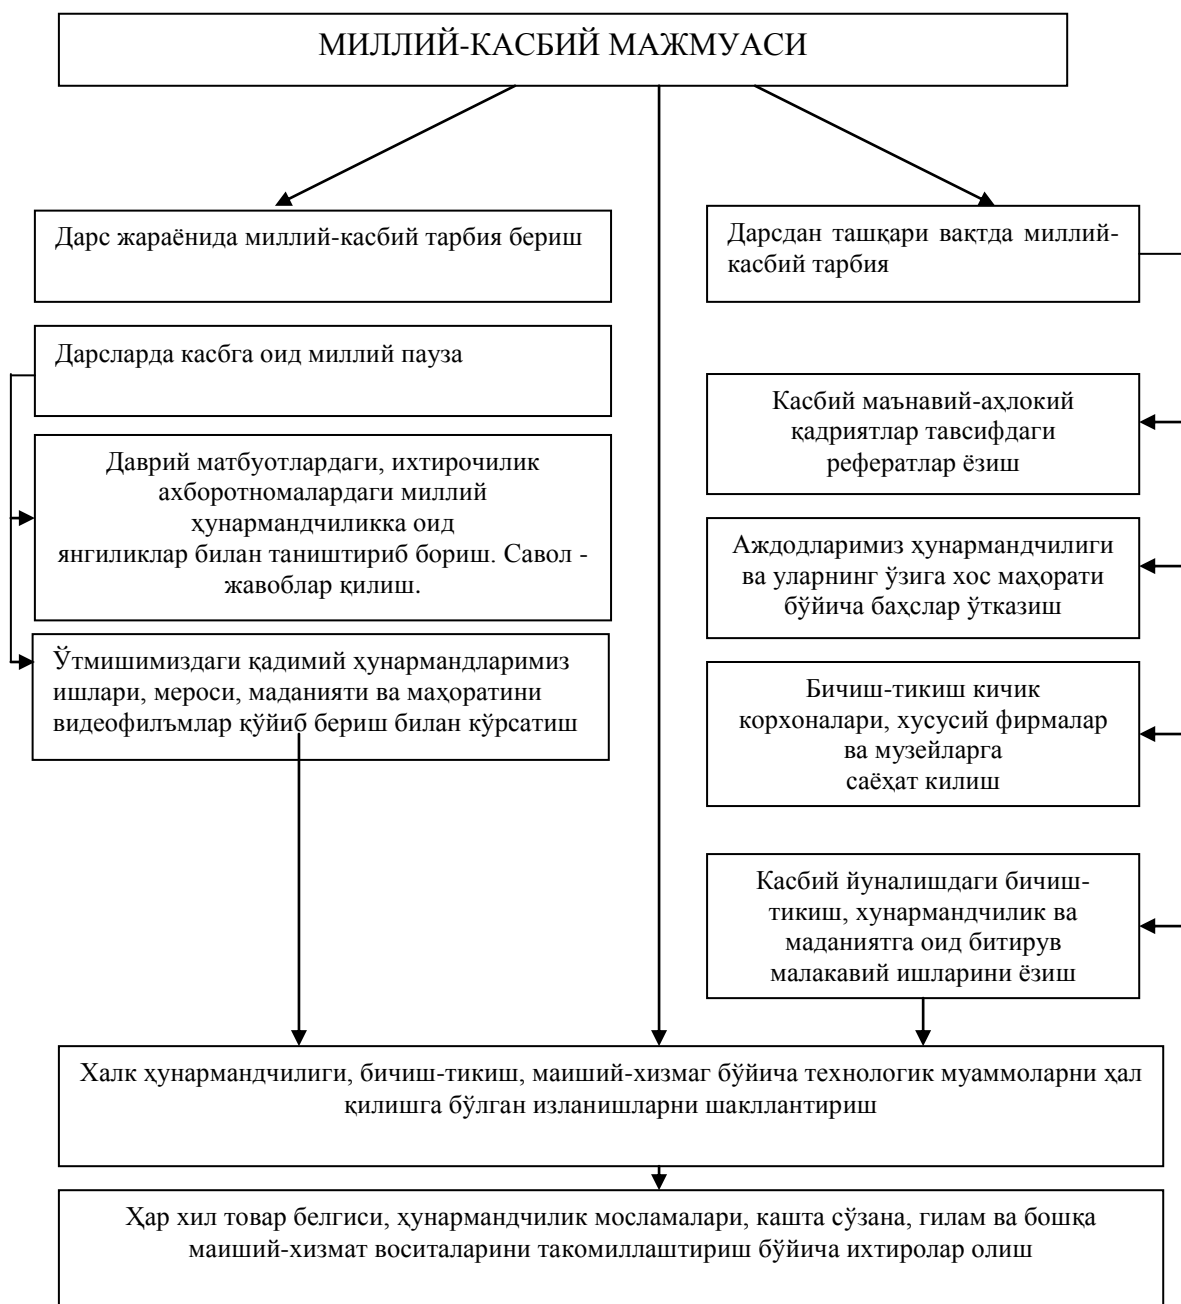 МИЛЛИЙ-КАСБИЙ МАЖМУАСИ
Дарс жараёнида миллий-касбий тарбия бериш
Дарсларда касбга оид миллий пауза
Даврий матбуотлардаги, ихтирочилик
ахборотномалардаги миллий
ҳунармандчиликка оид
янгиликлар билан таништириб бориш. Савол -
жавоблар қилиш.
Ўтмишимиздаги қадимий ҳунармандларимиз
ишлари, мероси, маданияти ва маҳоратини
видеофилъмлар қўйиб бериш билан кўрсатиш
Дарсдан ташқари вақтда миллий-
касбий тарбия
Касбий маънавий-аҳлокий
қадриятлар тавсифдаги
рефератлар ёзиш
Аждодларимиз ҳунармандчилиги
ва уларнинг ўзига хос маҳорати
бўйича баҳслар ўтказиш
Бичиш-тикиш кичик
корхоналари, хусусий фирмалар
ва музейларга
саёҳат килиш
Касбий йуналишдаги бичиш-
тикиш, хунармандчилик ва
маданиятга оид битирув
малакавий ишларини ёзиш
Халк ҳунармандчилиги, бичиш-тикиш, маиший-хизмаг бўйича технологик муаммоларни ҳал
қилишга бўлган изланишларни шакллантириш
Ҳар хил товар белгиси, ҳунармандчилик мосламалари, кашта сўзана, гилам ва бошқа
маиший-хизмат воситаларини такомиллаштириш бўйича ихтиролар олиш